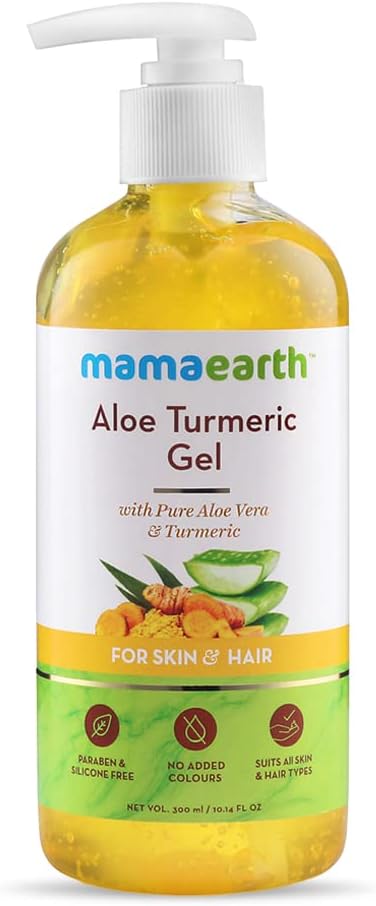 mamaearth™
Aloe Turmeric
Gel
with Pure Aloe Vera
& Turmeric
FOR SKIN & HAIR
PARABEN &
SILICONE FREE
NO ADDED
COLOURS
SUITS All SKIN
& HAIR TYPES
NET VOL. 300 ml / 10.14 FL OZ